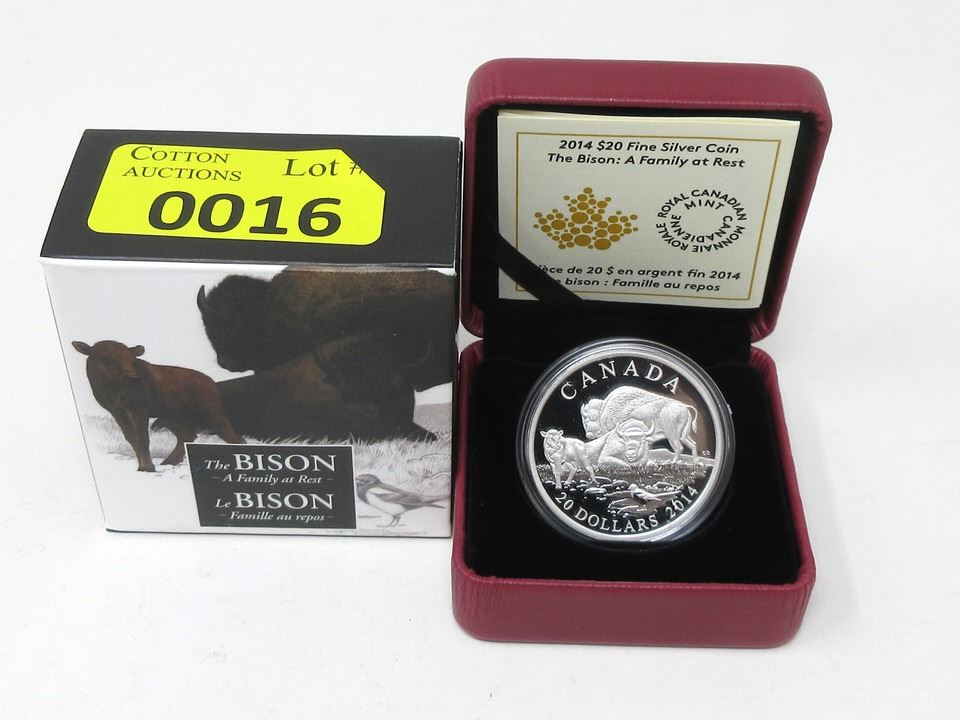 COTTON
AUCTIONS
Lot #
0016
The BISON
- A Family at Rest -
Le BISON
- Famille au repos -
2014 $20 Fine Silver Coin
The Bison: A Family at Rest
ROYAL CANADIAN MINT
MONNAIE ROYALE CANADIENNE
ièce de 20 $ en argent fin 2014
e bison : Famille au repos
CANADA
20 DOLLARS 2014